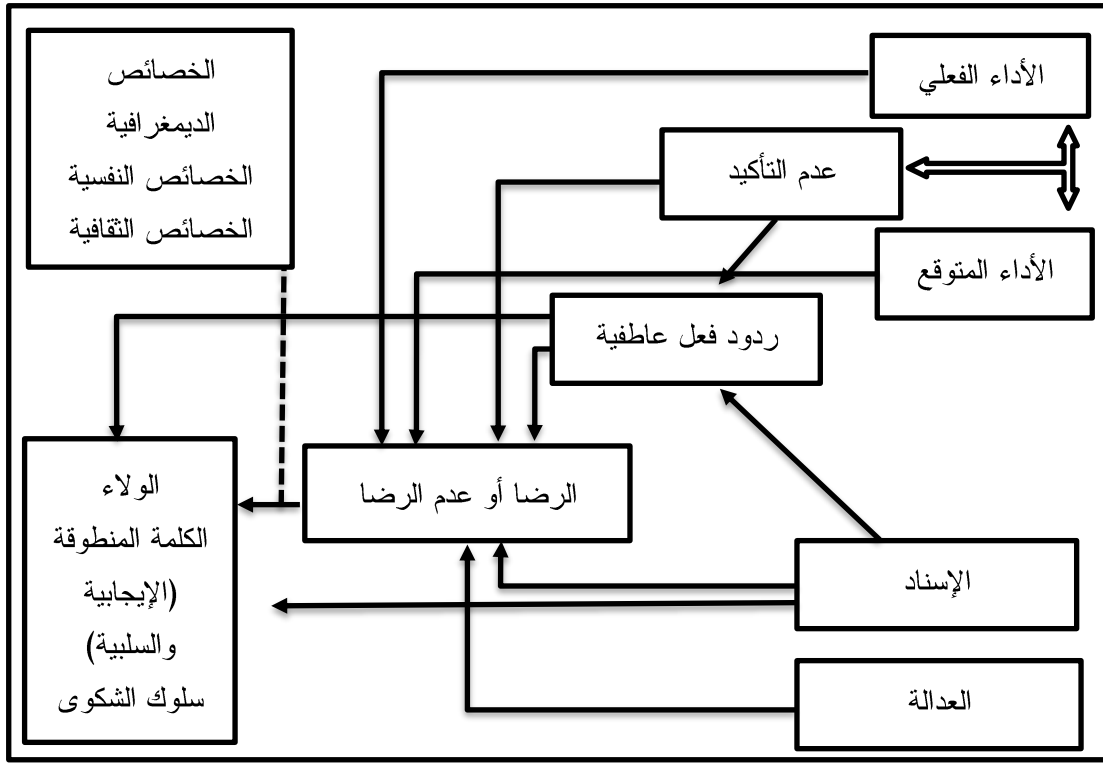 الخصائص
الديمغرافية
الخصائص النفسية
الخصائص الثقافية
الأداء الفعلي
عدم التأكيد
الأداء المتوقع
ردود فعل عاطفية
الرضا أو عدم الرضا
الولاء
الكلمة المنطوقة
(الإيجابية
والسلبية)
سلوك الشكوى
الإسناد
العدالة